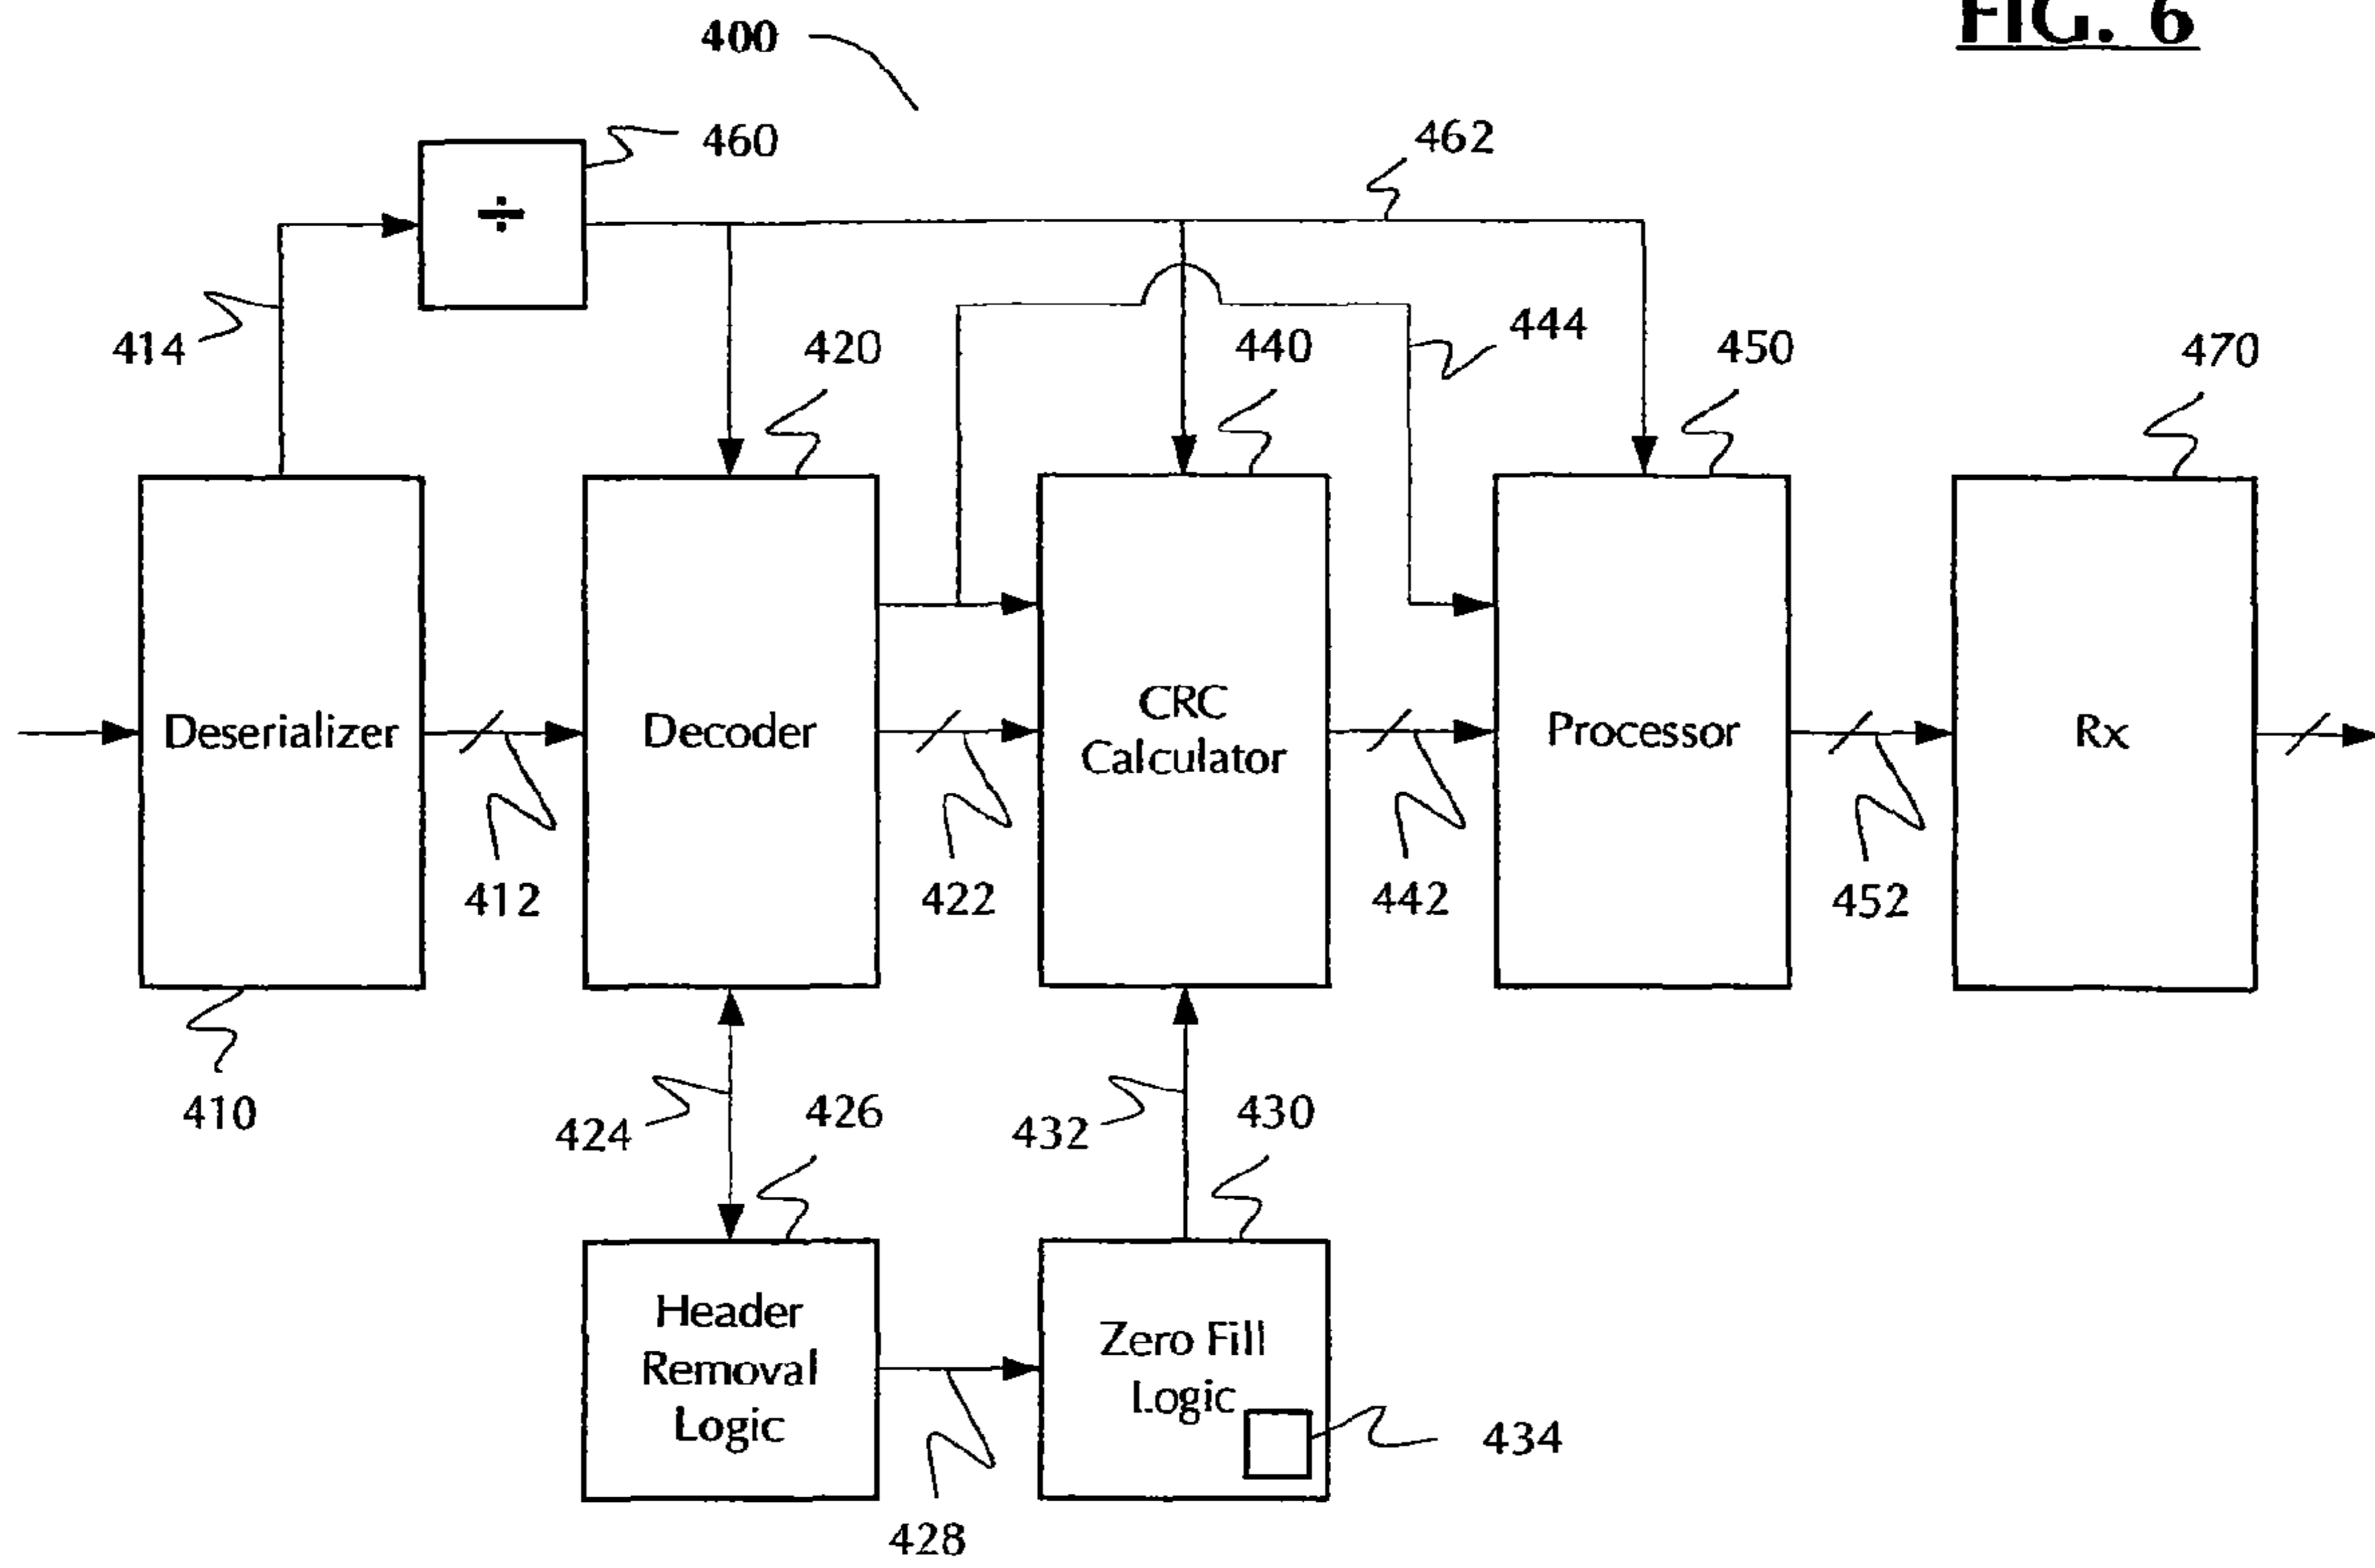 FIG. 6
400
460
÷
462
414
420
440
444
450
470
Deserializer
Decoder
CRC
Calculator
Processor
Rx
412
422
442
452
410
424
426
432
430
Header
Removal
Logic
Zero Fill
Logic
434
428